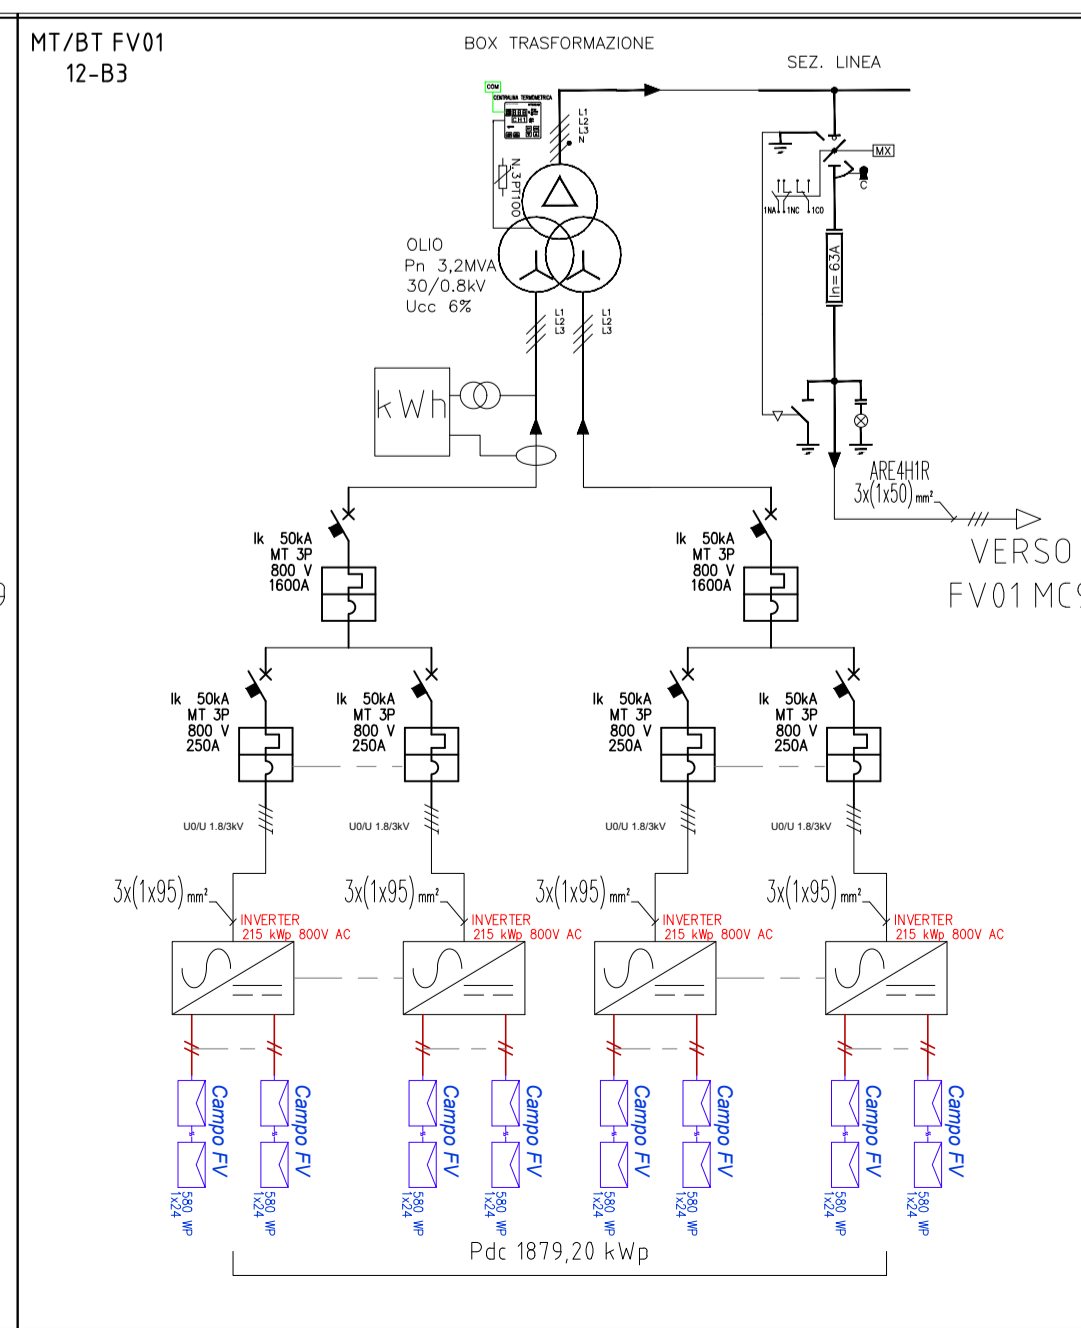 MT/BT FV01
12-B3
BOX TRASFORMAZIONE
SEZ. LINEA
COM
CENTRALINA TERMOMETRICA
CH1
L1
L2
L3
N
N.3PT100
MX
C
1NA
1NC
1CO
In= 63A
OLIO
Pn 3,2MVA
30/0.8kV
Ucc 6%
L1
L2
L3
L1
L2
L3
kWh
ARE4H1R
3x(1x50) mm²
VERSO
FV01 MC9
9
Ik 50kA
MT 3P
800 V
1600A
Ik 50kA
MT 3P
800 V
1600A
Ik 50kA
MT 3P
800 V
250A
Ik 50kA
MT 3P
800 V
250A
Ik 50kA
MT 3P
800 V
250A
Ik 50kA
MT 3P
800 V
250A
U0/U 1.8/3kV
U0/U 1.8/3kV
U0/U 1.8/3kV
U0/U 1.8/3kV
3x(1x95) mm²
3x(1x95) mm²
3x(1x95) mm²
3x(1x95) mm²
INVERTER
215 kWp 800V AC
INVERTER
215 kWp 800V AC
INVERTER
215 kWp 800V AC
INVERTER
215 kWp 800V AC
Campo FV
Campo FV
Campo FV
Campo FV
Campo FV
Campo FV
Campo FV
Campo FV
580 WP
1x24
580 WP
1x24
580 WP
1x24
580 WP
1x24
580 WP
1x24
580 WP
1x24
580 WP
1x24
580 WP
1x24
Pdc 1879,20 kWp